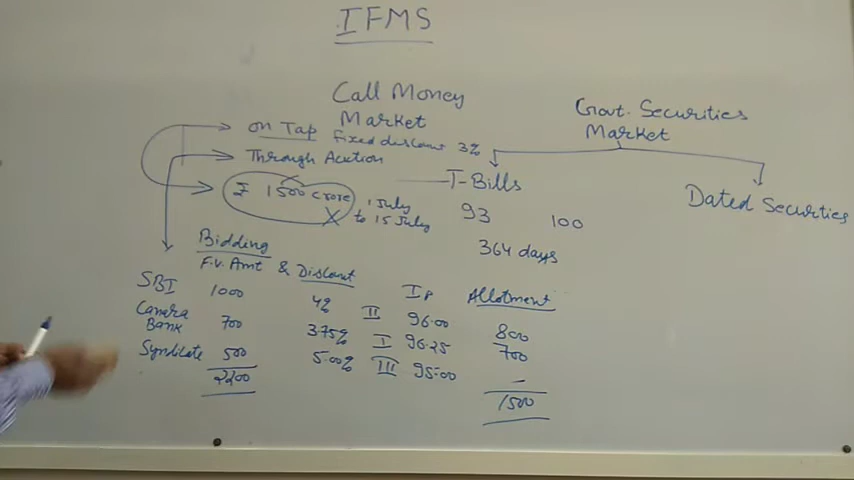 IFMS
Call Money
Market
Govt. Securities
Market
on Tap Fixed discount 3%
Through Auction
T-Bills
Dated Securities
₹ 1500 crore
1 July
to 15 July
93
100
364 days
Bidding
F.V. Amt & Discount
IP
Allotment
SBI 1000 4% II 96.00 800
Canara
Bank 700 3.75% I 96.25 700
Syndicate 500 5.00% III 95.00 -
2200
1500